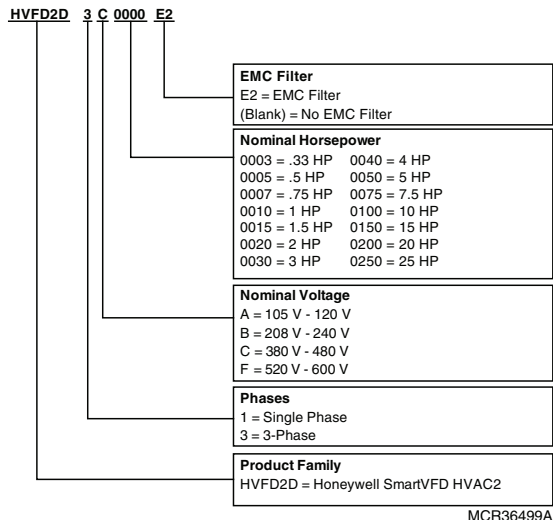 HVFD2D 3 C 0000 E2
EMC Filter
E2 = EMC Filter
(Blank) = No EMC Filter
Nominal Horsepower
0003 = .33 HP 0040 = 4 HP
0005 = .5 HP 0050 = 5 HP
0007 = .75 HP 0075 = 7.5 HP
0010 = 1 HP 0100 = 10 HP
0015 = 1.5 HP 0150 = 15 HP
0020 = 2 HP 0200 = 20 HP
0030 = 3 HP 0250 = 25 HP
Nominal Voltage
A = 105 V - 120 V
B = 208 V - 240 V
C = 380 V - 480 V
F = 520 V - 600 V
Phases
1 = Single Phase
3 = 3-Phase
Product Family
HVFD2D = Honeywell SmartVFD HVAC2
MCR36499A